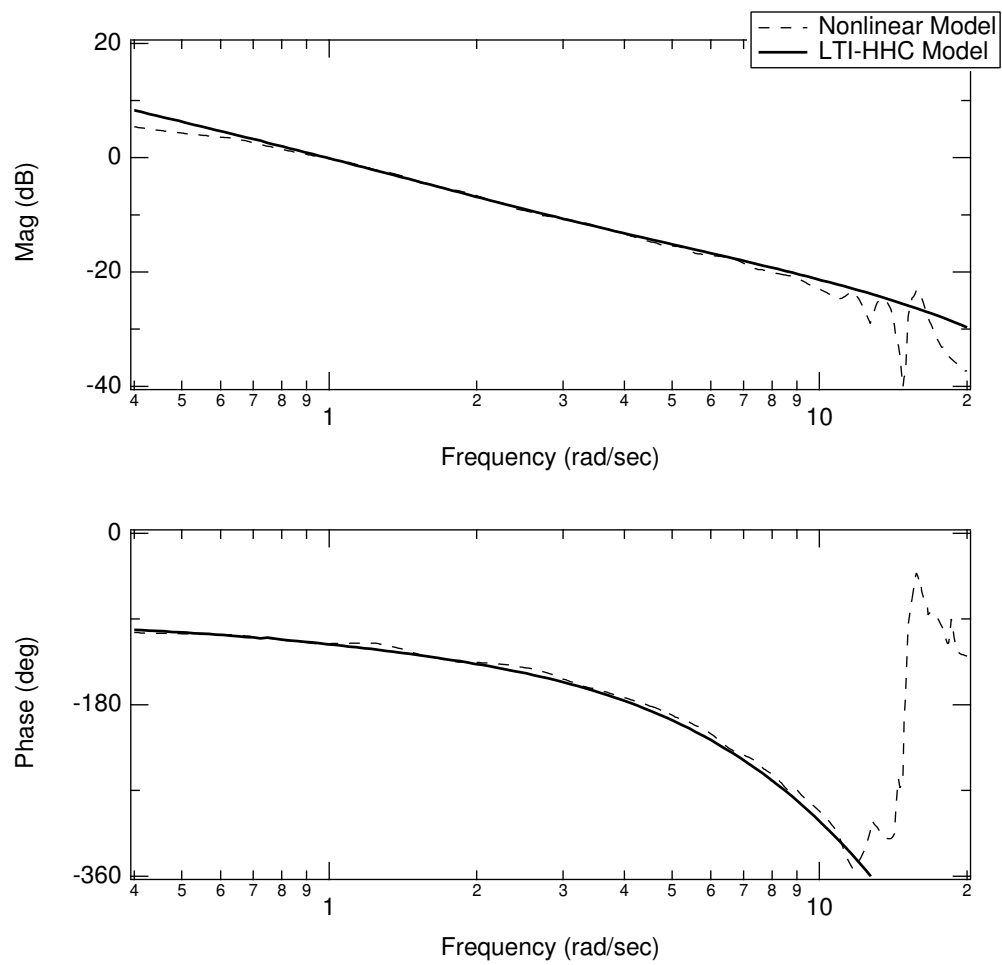 Nonlinear Model
LTI-HHC Model
20
0
-20
-40
Mag (dB)
4 5 6 7 8 9 1 2 3 4 5 6 7 8 9 10 2
Frequency (rad/sec)
0
-180
-360
Phase (deg)
4 5 6 7 8 9 1 2 3 4 5 6 7 8 9 10 2
Frequency (rad/sec)